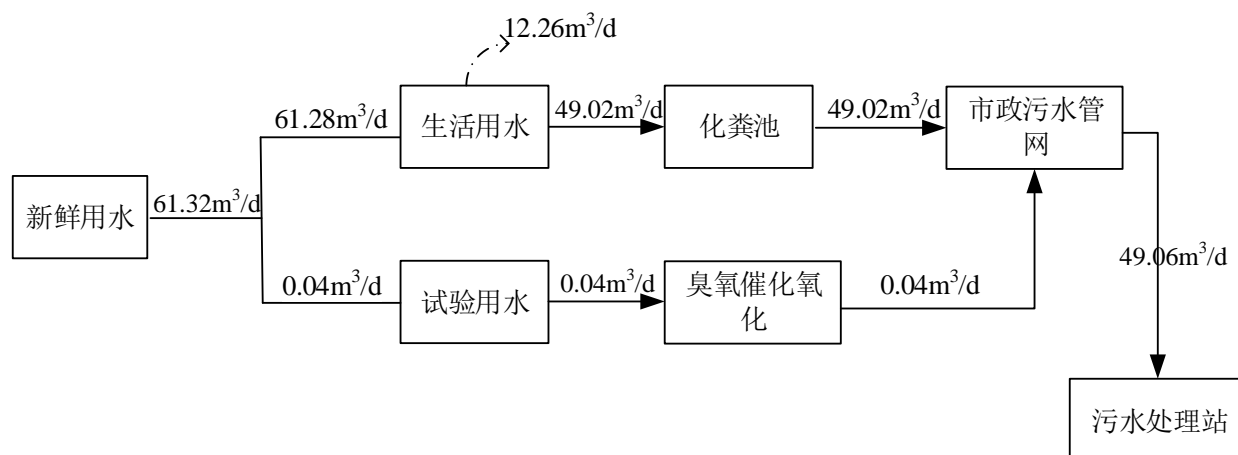 12.26m³/d
61.28m³/d
生活用水
49.02m³/d
化粪池
49.02m³/d
市政污水管
网
新鲜用水
61.32m³/d
0.04m³/d
试验用水
0.04m³/d
臭氧催化氧
化
0.04m³/d
49.06m³/d
污水处理站